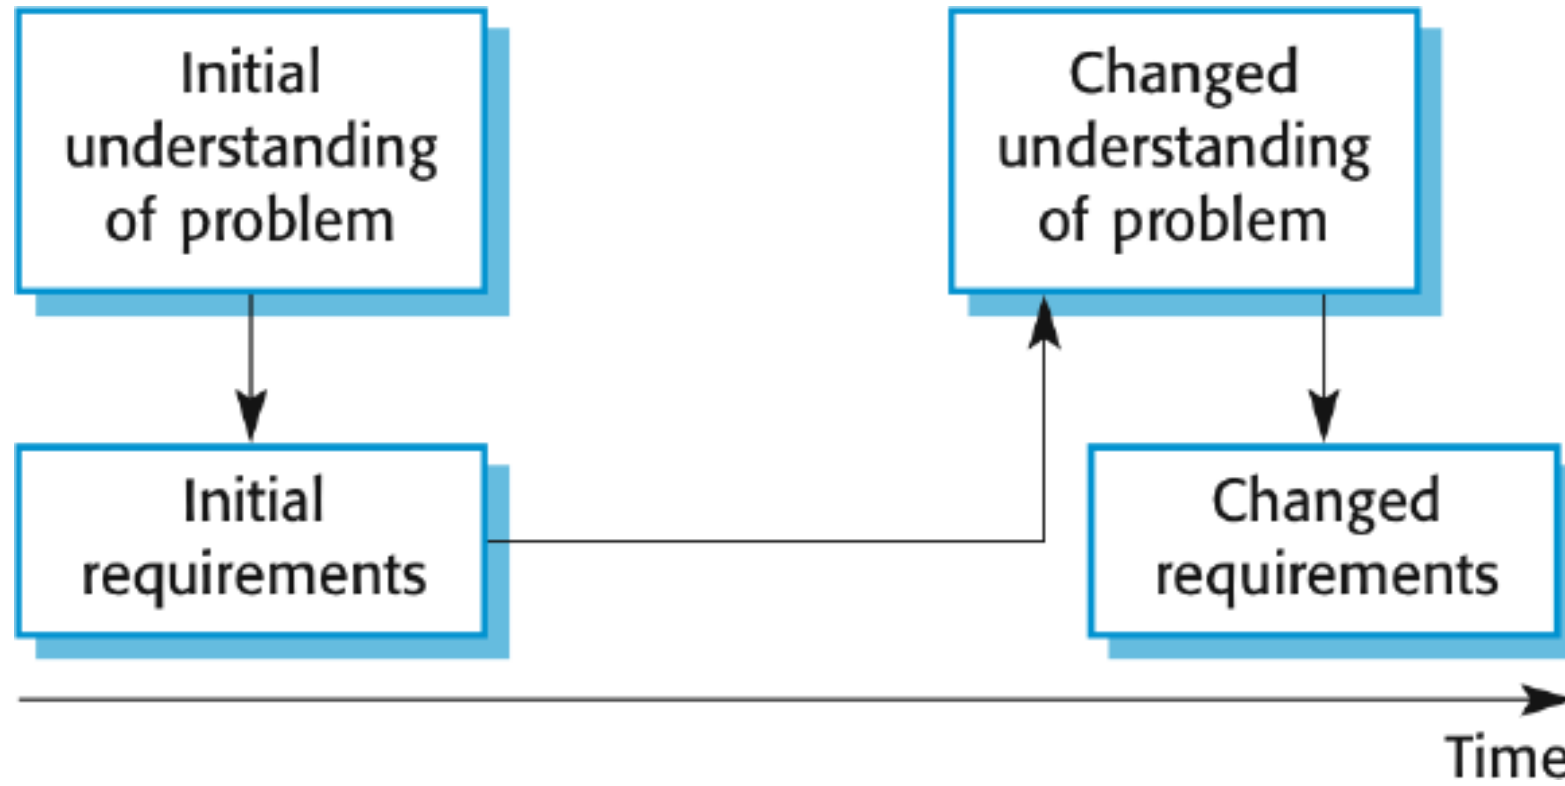 Initial
understanding
of problem
Changed
understanding
of problem
Initial
requirements
Changed
requirements
Time